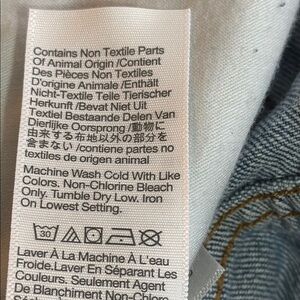 Contains Non Textile Parts
Of Animal Origin /Contient
Des Pièces Non Textiles
D'origine Animale /Enthält
Nicht-Textile Teile Tierischer
Herkunft /Bevat Niet Uit
Textiel Bestaande Delen Van
Dierlijke Oorsprong /動物に
由来する布地以外の部分を
含まない /contiene partes no
textiles de origen animal
Machine Wash Cold With Like
Colors. Non-Chlorine Bleach
Only. Tumble Dry Low. Iron
On Lowest Setting.
30
Laver À La Machine À L'eau
Froide.Laver En Séparant Les
Couleurs. Seulement Agent
De Blanchiment Non-Chloré